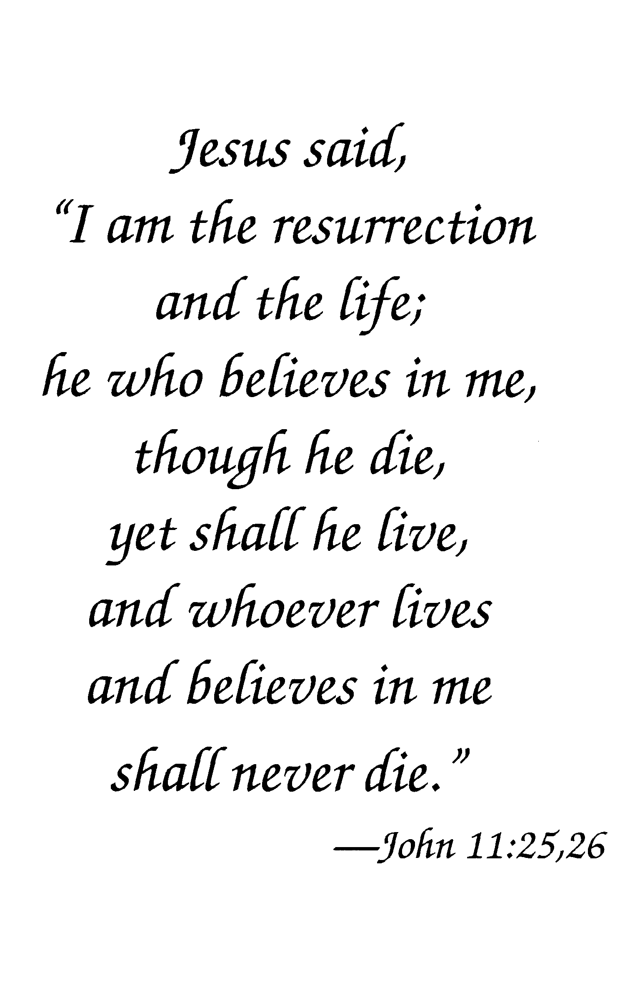 Jesus said,
“I am the resurrection
and the life;
he who believes in me,
though he die,
yet shall he live,
and whoever lives
and believes in me
shall never die.”
—John 11:25,26